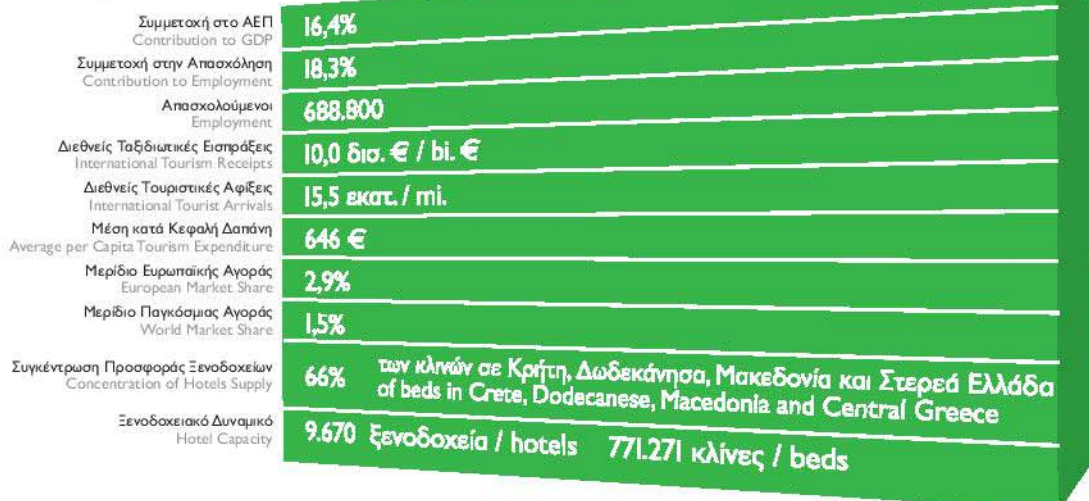 Συμμετοχή στο ΑΕΠ
Contribution to GDP
16,4%
Συμμετοχή στην Απασχόληση
Contribution to Employment
18,3%
Απασχολούμενοι
Employment
688.800
Διεθνείς Ταξιδιωτικές Εισπράξεις
International Tourism Receipts
10,0 δισ. € / bi. €
Διεθνείς Τουριστικές Αφίξεις
International Tourist Arrivals
15,5 εκατ. / mi.
Μέση κατά Κεφαλή Δαπάνη
Average per Capita Tourism Expenditure
646 €
Μερίδιο Ευρωπαϊκής Αγοράς
European Market Share
2,9%
Μερίδιο Παγκόσμιας Αγοράς
World Market Share
1,5%
Συγκέντρωση Προσφοράς Ξενοδοχείων
Concentration of Hotels Supply
66% των κλινών σε Κρήτη, Δωδεκάνησα, Μακεδονία και Στερεά Ελλάδα
of beds in Crete, Dodecanese, Macedonia and Central Greece
Ξενοδοχειακό Δυναμικό
Hotel Capacity
9.670 ξενοδοχεία / hotels 771.271 κλίνες / beds